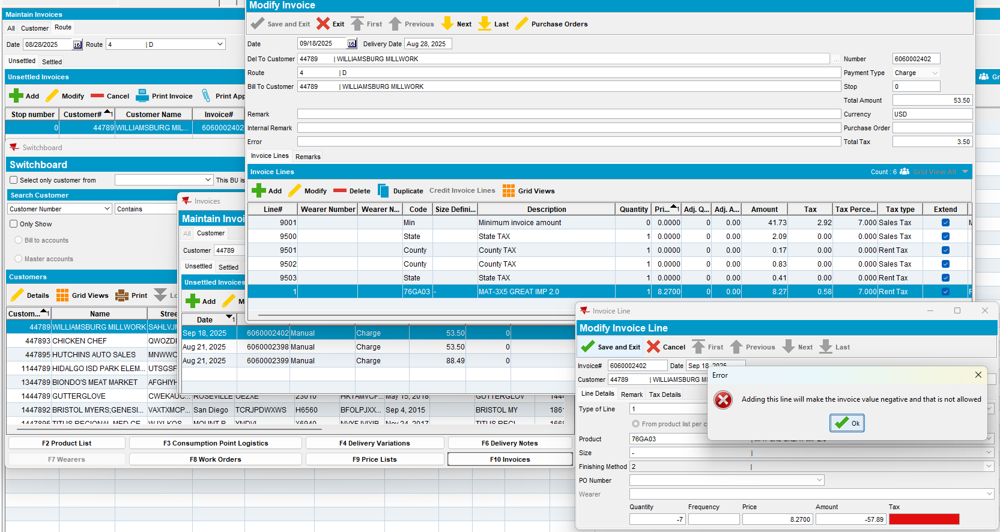 Maintain Invoices
All Customer Route
Date 08/28/2025 16 Route 4 | D
Unsettled Settled
Unsettled Invoices
Add Modify Cancel Print Invoice Print App
Stop number Customer# 1 Customer Name Invoice#
0 44789 WILLIAMSBURG MIL... 6060002402
Gr
Switchboard
Switchboard
Select only customer from This BU is
Search Customer
Customer Number Contains
Only Show
Bill to accounts
Master accounts
Customers
Details Grid Views Print Lo
Custom... 1 Name Stree
44789 WILLIAMSBURG MILLWORK SAHLVJM
447893 CHICKEN CHEF QWOZDI
447895 HUTCHINS AUTO SALES MNWWC
1144789 HIDALGO ISD PARK ELEM... UTSGSF
1344789 BIONDO'S MEAT MARKET AFGHIYH
1444789 GUTTERGLOVE CWEKAUC... ROSEVILLE OEZXE 23010 HKTAMVCP... May 15, 2018 GUTTERGLOV 1444
1447892 BRISTOL MYERS;GENESI... VAXTXMCP... San Diego TCRJPDWXWS H6560 BFOLPJXX... Sep 4, 2015 BRISTOL MY 1861
F2 Product List F3 Consumption Point Logistics F4 Delivery Variations F6 Delivery Notes
F7 Wearers F8 Work Orders F9 Price Lists F10 Invoices
Invoices
Maintain Invoi
All Customer
Customer 44789
Unsettled Settled
Unsettled Invoices
Add M
Date 1
Sep 18, 2025 6060002402 Manual Charge 53.50 0
Aug 21, 2025 6060002398 Manual Charge 53.50 0
Aug 21, 2025 6060002399 Manual Charge 88.49 0
Modify Invoice
Save and Exit Exit First Previous Next Last Purchase Orders
Date 09/18/2025 16 Delivery Date Aug 28, 2025
Del To Customer 44789 | WILLIAMSBURG MILLWORK ... Number 6060002402
Route 4 | D Payment Type Charge
Bill To Customer 44789 | WILLIAMSBURG MILLWORK Stop 0
Total Amount 53.50
Remark Currency USD
Internal Remark Purchase Order
Error Total Tax 3.50
Invoice Lines Remarks
Invoice Lines Count : 6 Grid View All
Add Modify Delete Duplicate Credit Invoice Lines Grid Views
Line# Wearer Number Wearer N... Code Size Defini... Description Quantity Pri... 1 Adj. Q... Adj. A... Amount Tax Tax Perce... Tax type Extend
9001 Min Minimum invoice amount 0 0.0000 0 0.00 41.73 2.92 7.000 Sales Tax
9500 State State TAX 1 0.0000 0 0.00 2.09 0.00 0.000 Sales Tax
9501 County County TAX 1 0.0000 0 0.00 0.17 0.00 0.000 Rent Tax
9502 County County TAX 1 0.0000 0 0.00 0.83 0.00 0.000 Sales Tax
9503 State State TAX 1 0.0000 0 0.00 0.41 0.00 0.000 Rent Tax
1 76GA03 - MAT-3X5 GREAT IMP 2.0 1 8.2700 0 0.00 8.27 0.58 7.000 Rent Tax
Invoice Line
Modify Invoice Line
Save and Exit Cancel First Previous Next Last
Invoice# 6060002402 Date Sep 18, 2025
Customer 44789 | WILLIAMSBURG MI
Line Details Remark Tax Details
Type of Line 1
From product list per c
Product 76GA03 | MAT-3X5 GREAT IMP 2.0
Size - |
Finishing Method 2 |
PO Number
Wearer
Quantity Frequency Price Amount Tax
-7 8.2700 -57.89
Error
Adding this line will make the invoice value negative and that is not allowed
Ok